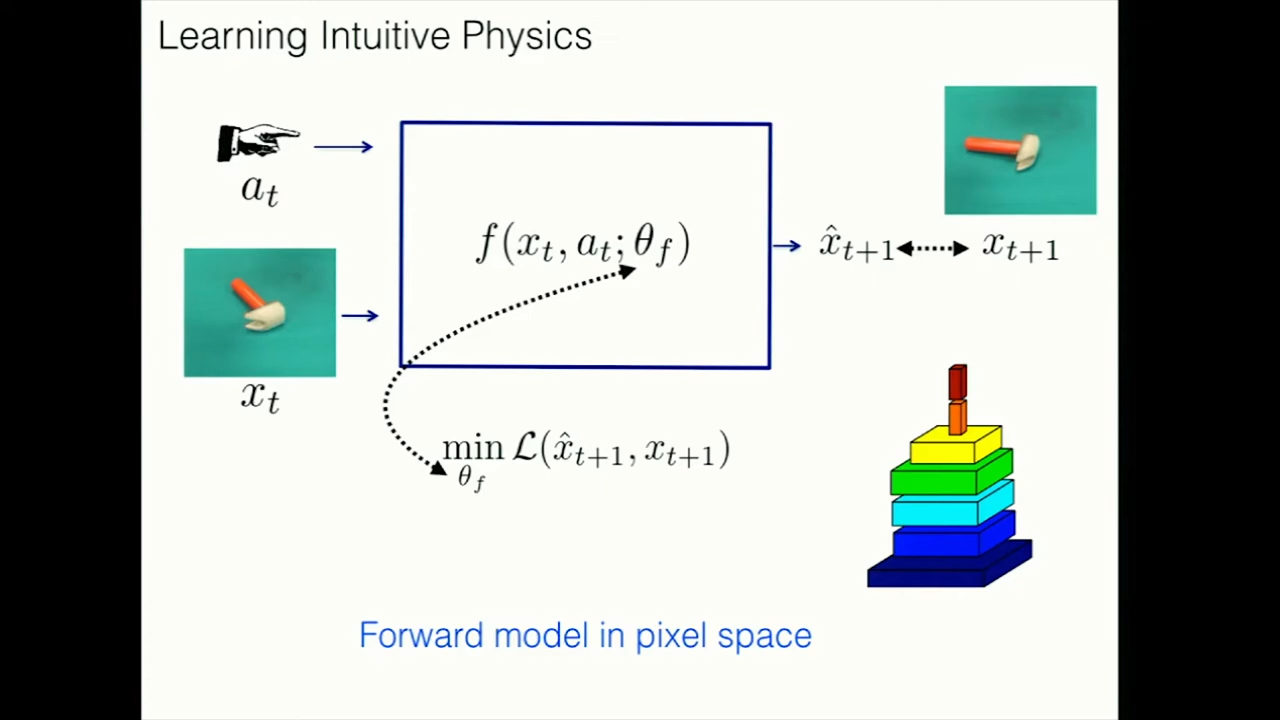 Learning Intuitive Physics
a_t
x_t
f(x_t, a_t; θ_f)
x̂_{t+1}
x_{t+1}
min_{θ_f} ℒ(x̂_{t+1}, x_{t+1})
Forward model in pixel space